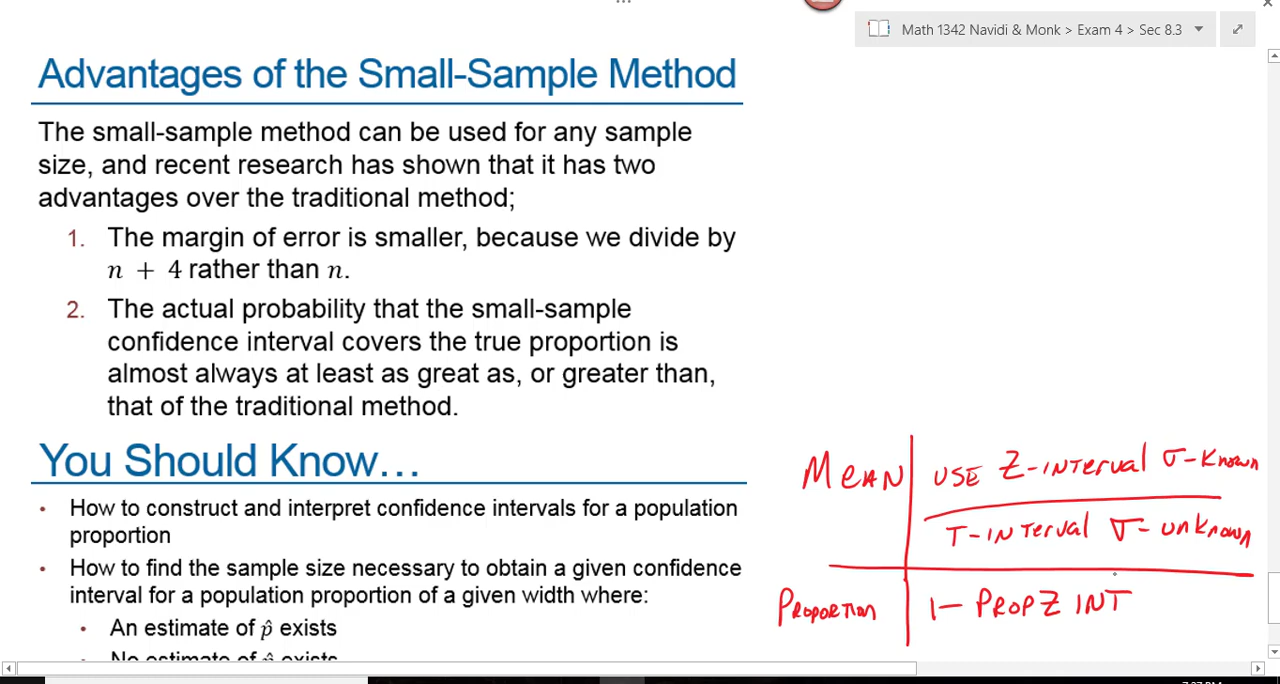 Math 1342 Navidi & Monk > Exam 4 > Sec 8.3
Advantages of the Small-Sample Method
The small-sample method can be used for any sample
size, and recent research has shown that it has two
advantages over the traditional method;
1. The margin of error is smaller, because we divide by
n + 4 rather than n.
2. The actual probability that the small-sample
confidence interval covers the true proportion is
almost always at least as great as, or greater than,
that of the traditional method.
You Should Know…
• How to construct and interpret confidence intervals for a population
proportion
• How to find the sample size necessary to obtain a given confidence
interval for a population proportion of a given width where:
• An estimate of p̂ exists
• No estimate of p̂ exists
MEAN
USE Z-INTERVAL σ-KNOWN
T-INTERVAL σ-UNKNOWN
PROPORTION
1-PROPZ INT